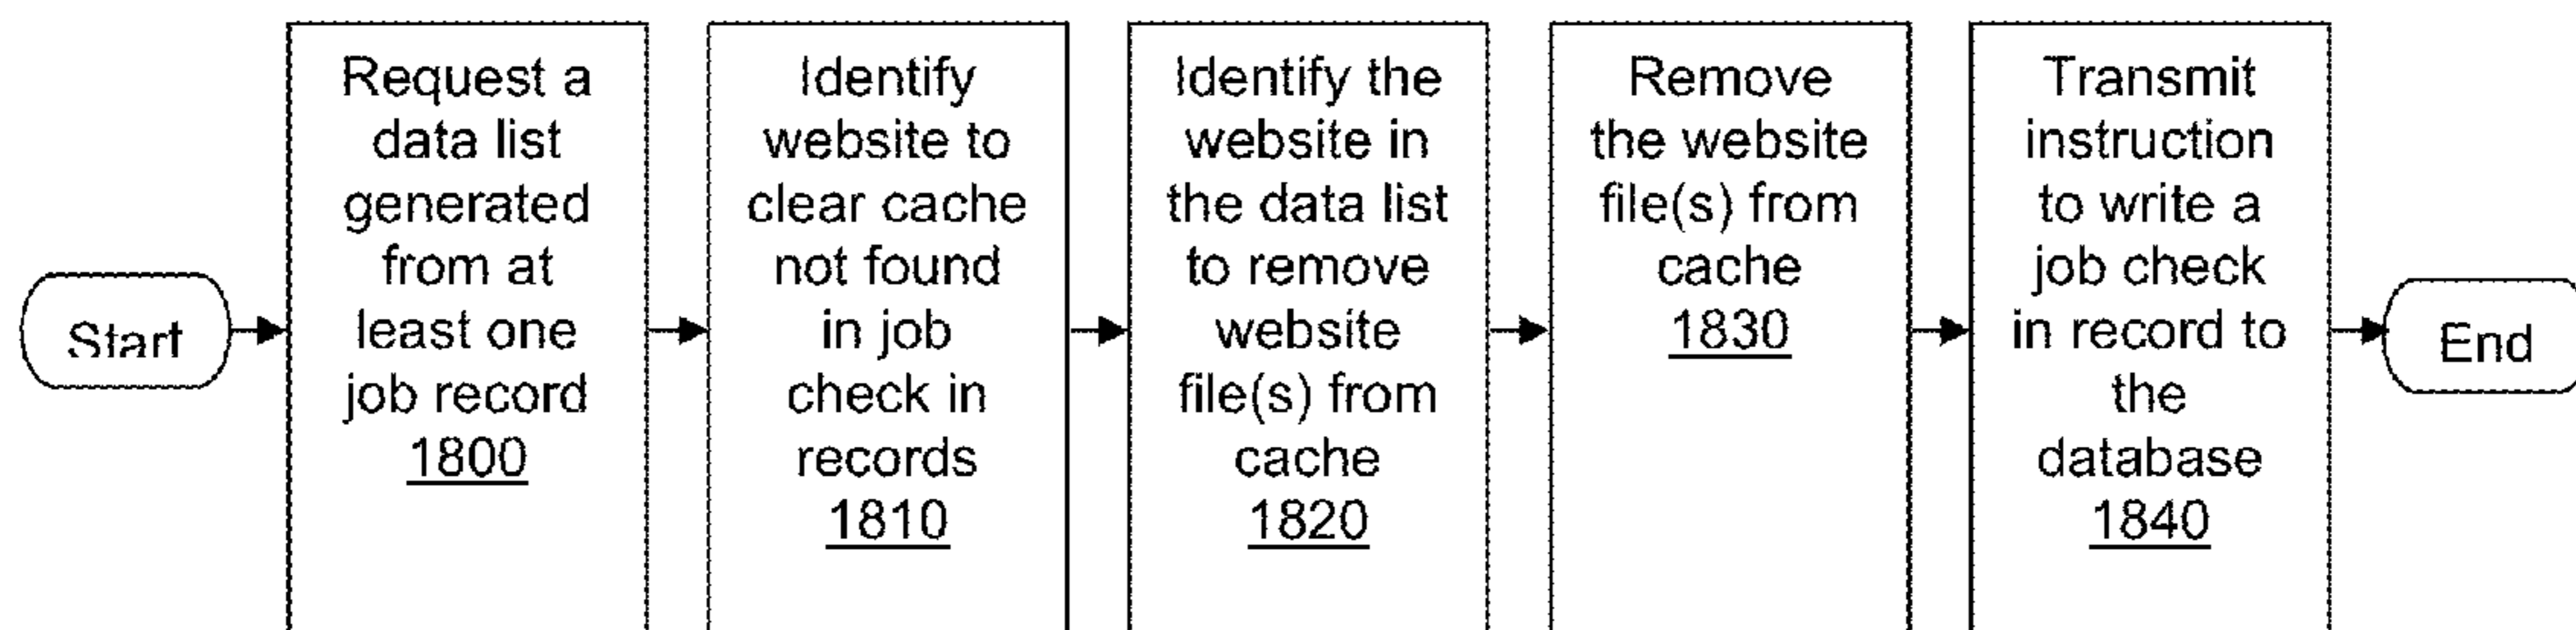 Start
Request a
data list
generated
from at
least one
job record
1800
Identify
website to
clear cache
not found
in job
check in
records
1810
Identify the
website in
the data list
to remove
website
file(s) from
cache
1820
Remove
the website
file(s) from
cache
1830
Transmit
instruction
to write a
job check
in record to
the
database
1840
End